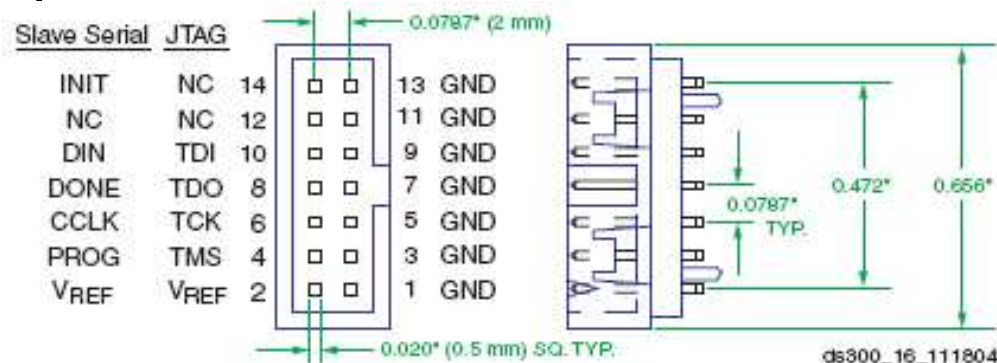 0.0787" (2 mm)
Slave Serial JTAG
INIT NC 14 13 GND
NC NC 12 11 GND
DIN TDI 10 9 GND
DONE TDO 8 7 GND 0.472" 0.656"
0.0787"
CCLK TCK 6 5 GND TYP.
PROG TMS 4 3 GND
VREF VREF 2 1 GND
0.020" (0.5 mm) SQ. TYP.
ds300_16_111804